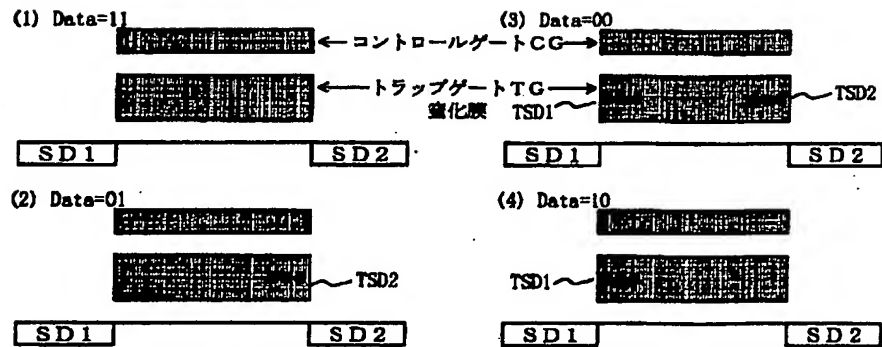 (1) Data=11
(3) Data=00
コントロールゲートCG
トラップゲートTG
窒化膜
TSD1
TSD2
SD1
SD2
SD1
SD2
(2) Data=01
(4) Data=10
TSD2
TSD1
SD1
SD2
SD1
SD2